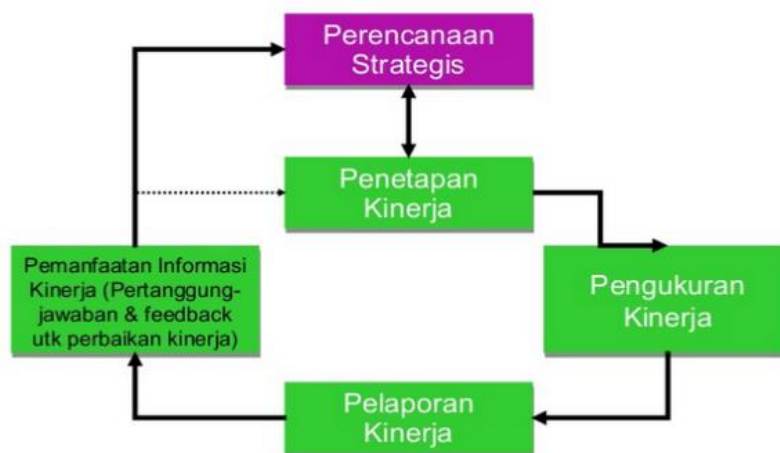 Perencanaan
Strategis
Penetapan
Kinerja
Pemanfaatan Informasi
Kinerja (Pertanggung-
jawaban & feedback
utk perbaikan kinerja)
Pengukuran
Kinerja
Pelaporan
Kinerja